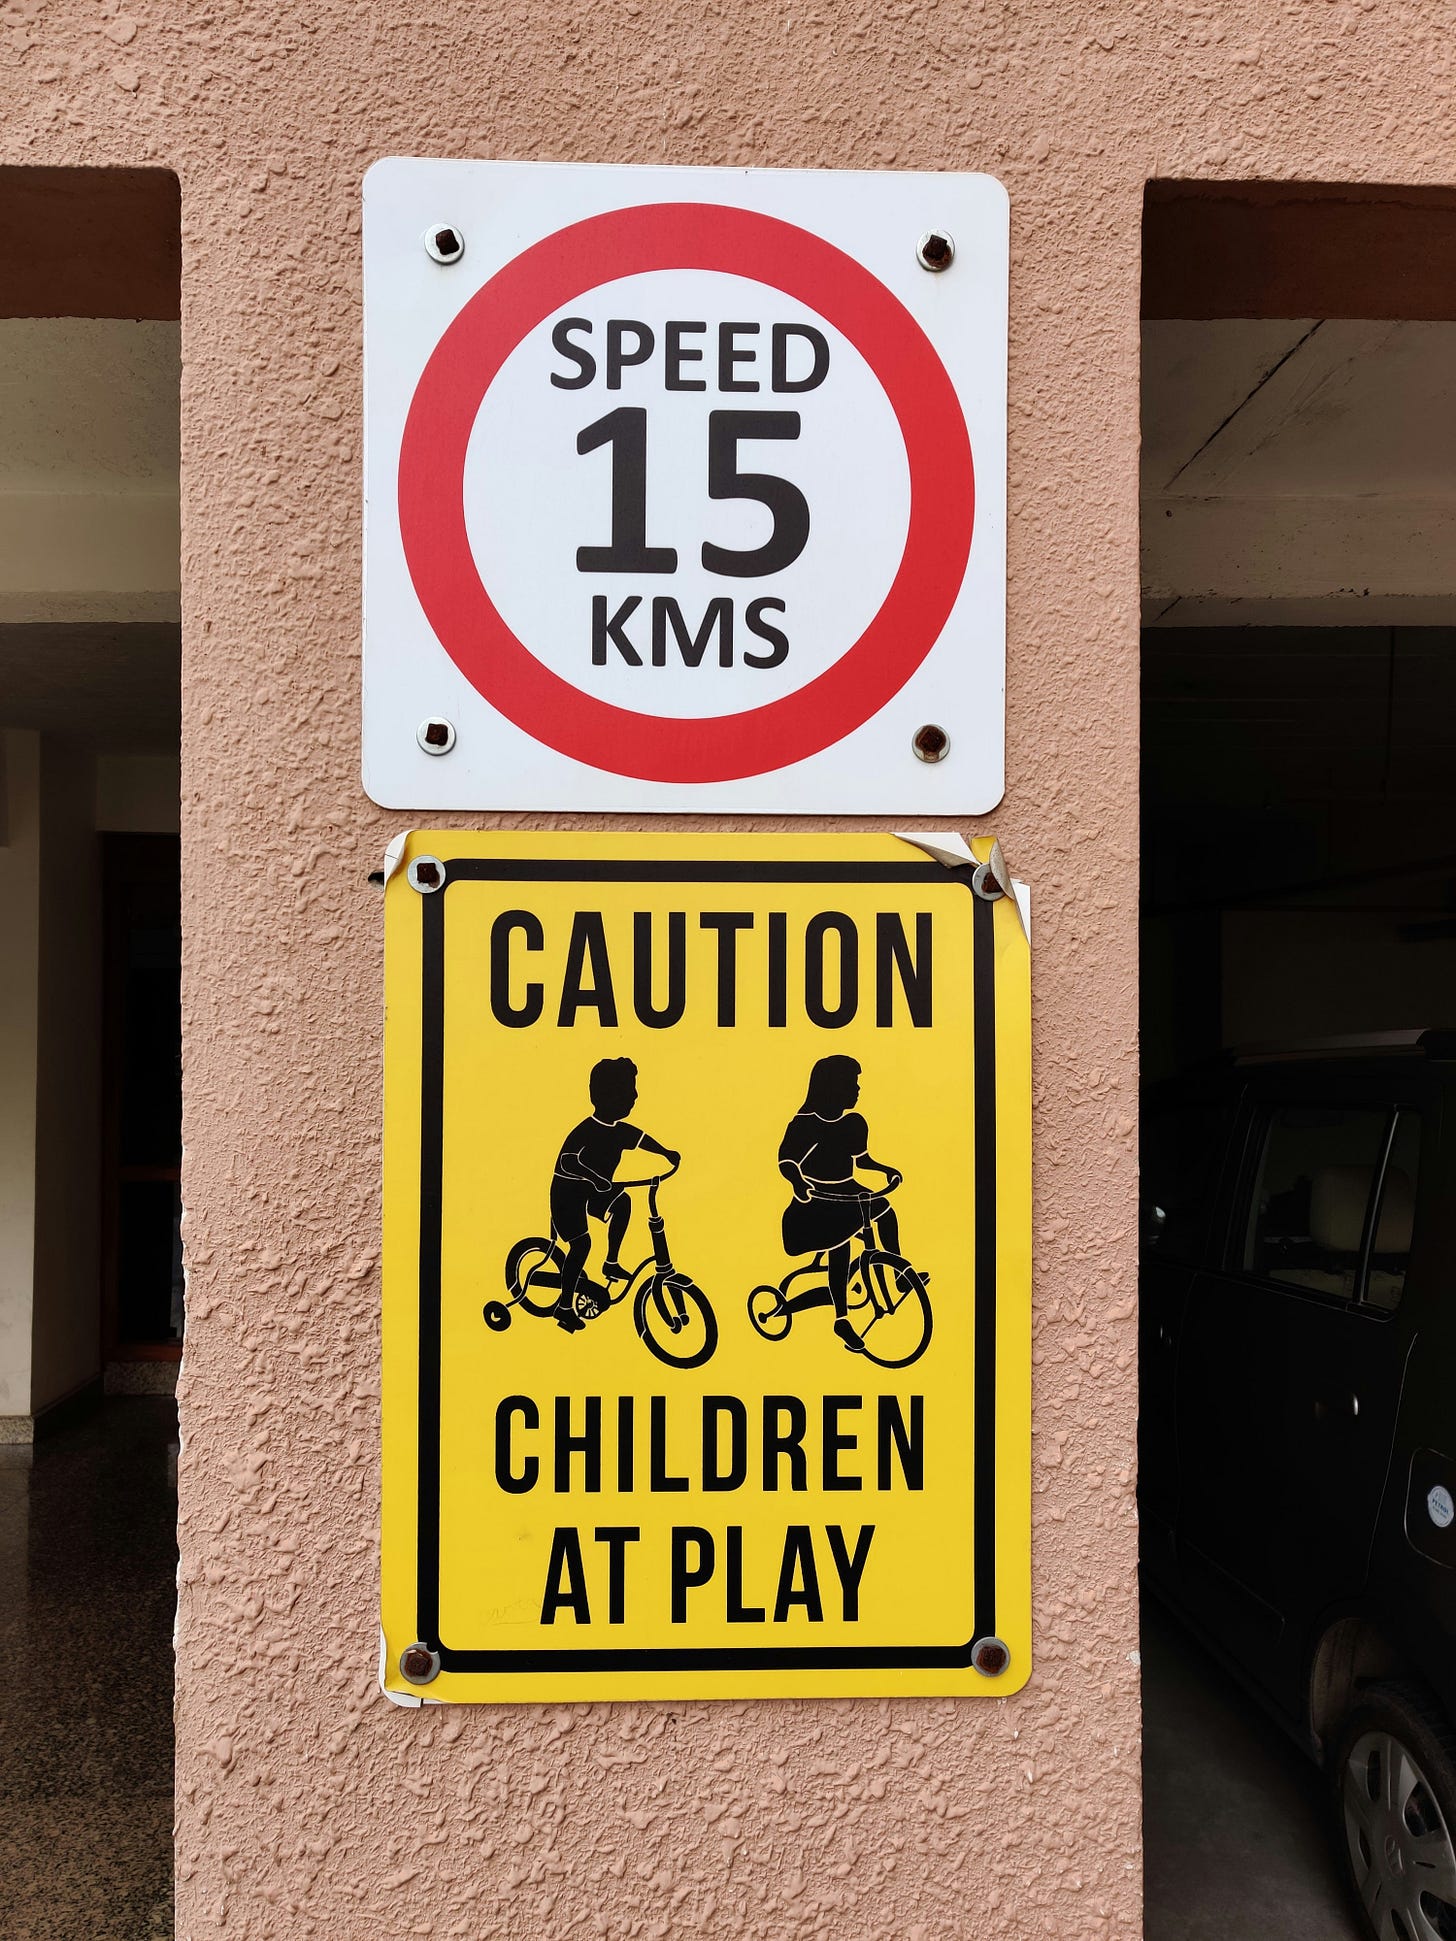 SPEED
15
KMS
CAUTION
CHILDREN
AT PLAY